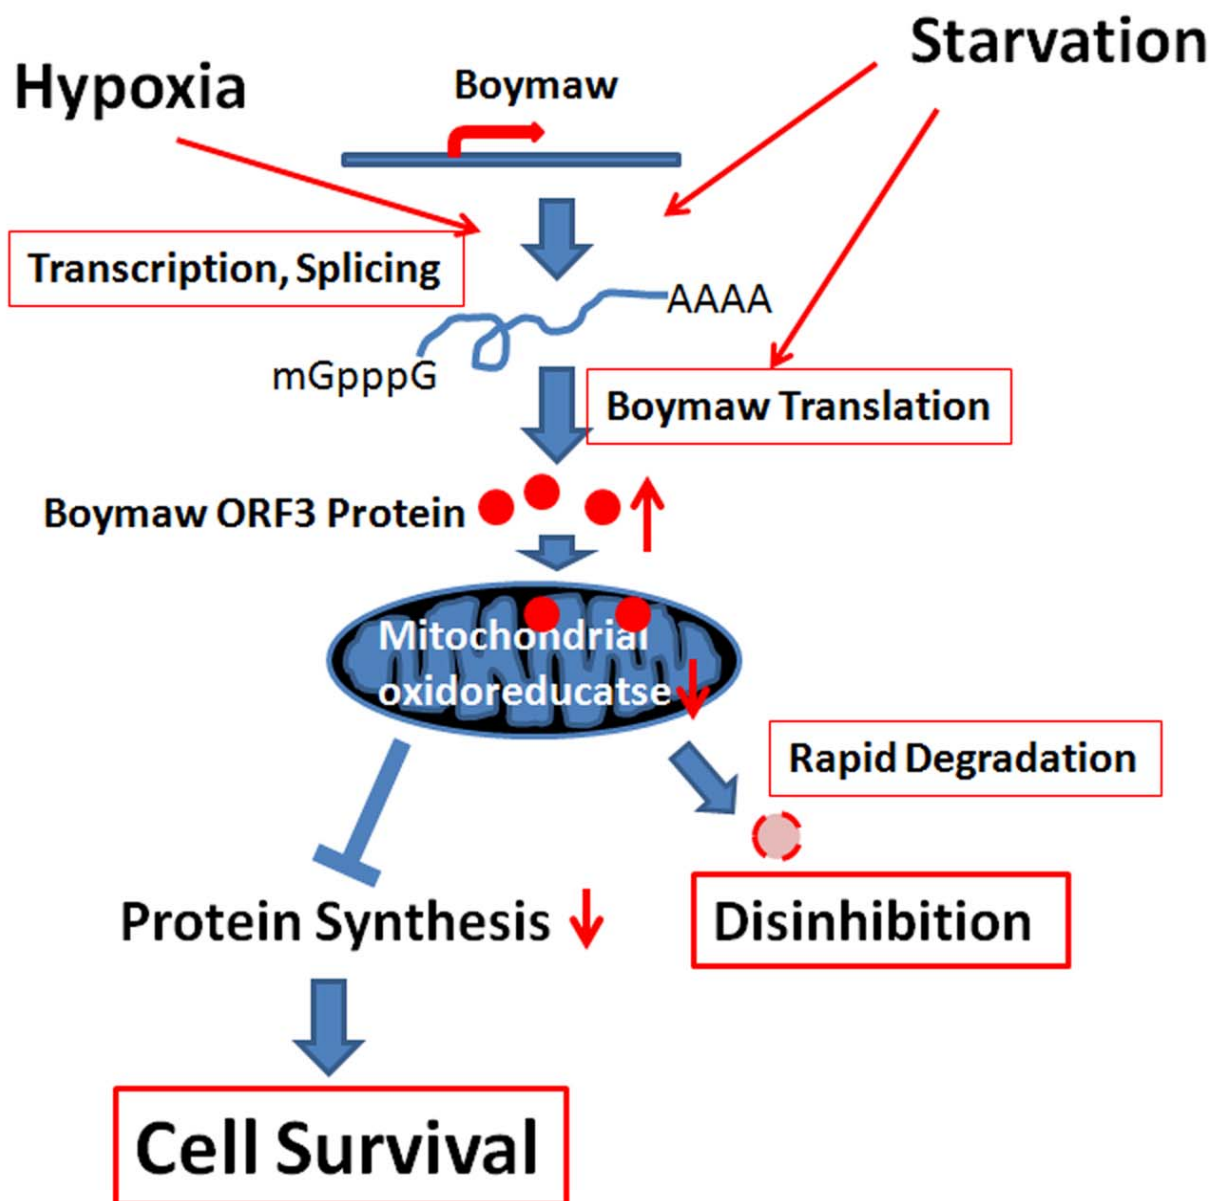 Hypoxia
Boymaw
Starvation
Transcription, Splicing
AAAA
mGpppG
Boymaw Translation
Boymaw ORF3 Protein
Mitochondrial
oxidoreducatse
Rapid Degradation
Protein Synthesis
Disinhibition
Cell Survival